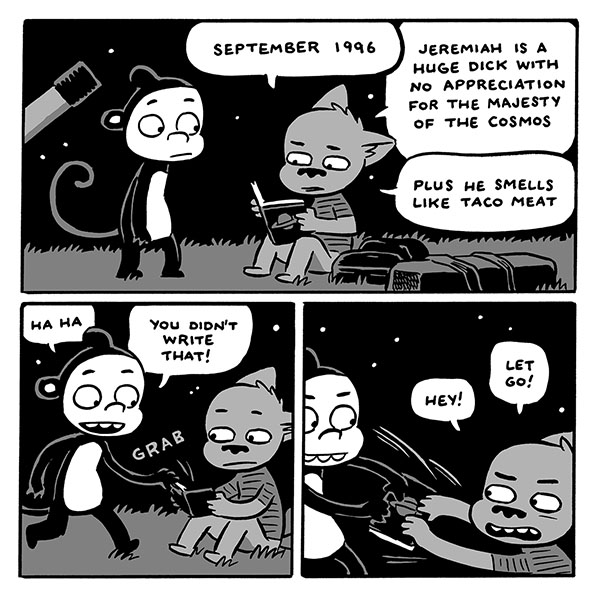 SEPTEMBER 1996
JEREMIAH IS A
HUGE DICK WITH
NO APPRECIATION
FOR THE MAJESTY
OF THE COSMOS
PLUS HE SMELLS
LIKE TACO MEAT
HA HA
YOU DIDN'T
WRITE
THAT!
GRAB
HEY!
LET
GO!